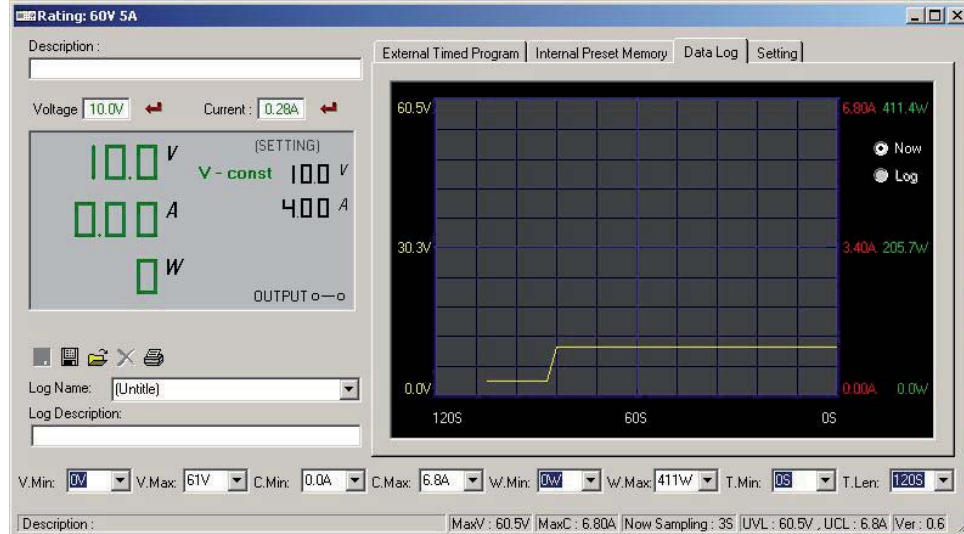 Rating: 60V 5A
Description :
External Timed Program Internal Preset Memory Data Log Setting
Voltage 10.0V Current : 0.28A
10.0 V
(SETTING)
V - const 10.0 V
0.00 A
4.00 A
0 W
OUTPUT
60.5V
6.80A 411.4W
Now
Log
30.3V
3.40A 205.7W
0.0V
0.00A 0.0W
120S 60S 0S
Log Name: (Untitle)
Log Description:
V.Min: 0V V.Max: 61V C.Min: 0.0A C.Max: 6.8A W.Min: 0W W.Max: 411W T.Min: 0S T.Len: 120S
Description : MaxV : 60.5V MaxC : 6.80A Now Sampling : 3S UVL : 60.5V , UCL : 6.8A Ver : 0.6